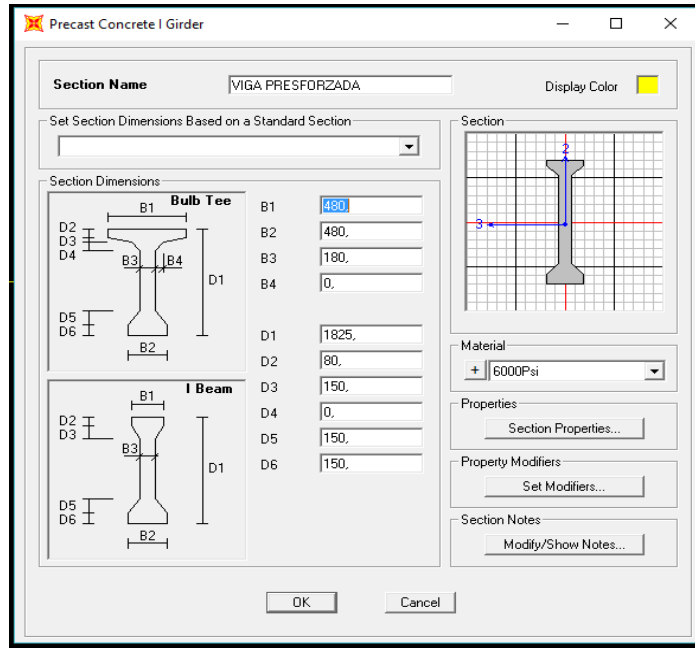 Precast Concrete I Girder
Section Name
VIGA PRESFORZADA
Display Color
Set Section Dimensions Based on a Standard Section
Section Dimensions
Bulb Tee
B1
D2
D3
D4
B3
B4
D1
D5
D6
B2
I Beam
B1
D2
D3
B3
D1
D5
D6
B2
B1 480,
B2 480,
B3 180,
B4 0,
D1 1825,
D2 80,
D3 150,
D4 0,
D5 150,
D6 150,
Section
2
3
Material
+ 6000Psi
Properties
Section Properties...
Property Modifiers
Set Modifiers...
Section Notes
Modify/Show Notes...
OK
Cancel